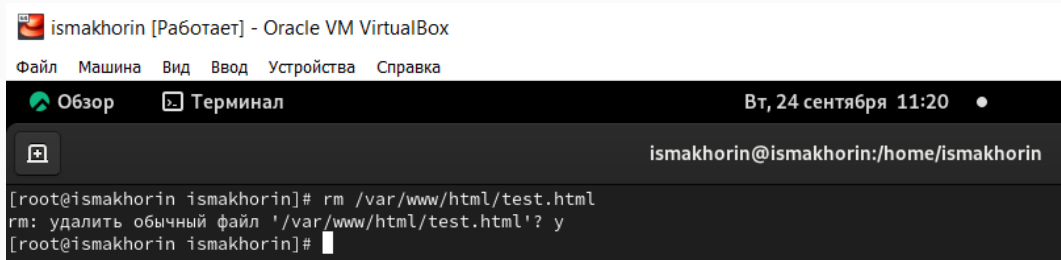 ismakhorin [Работает] - Oracle VM VirtualBox
Файл Машина Вид Ввод Устройства Справка
Обзор Терминал Вт, 24 сентября 11:20
ismakhorin@ismakhorin:/home/ismakhorin
[root@ismakhorin ismakhorin]# rm /var/www/html/test.html
rm: удалить обычный файл '/var/www/html/test.html'? y
[root@ismakhorin ismakhorin]#